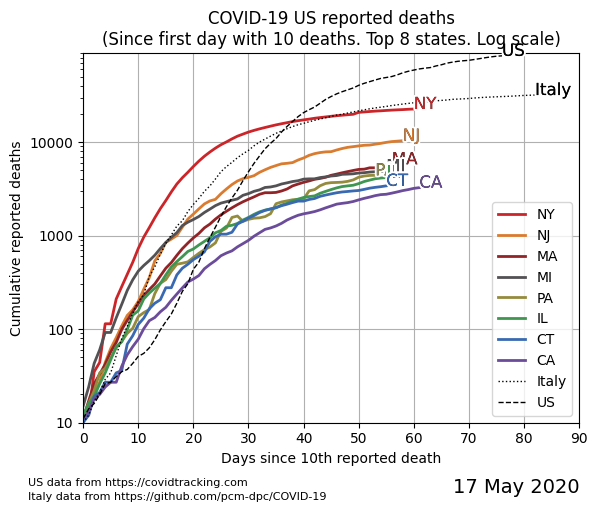 COVID-19 US reported deaths
(Since first day with 10 deaths. Top 8 states. Log scale)
US
Italy
NY
NJ
MA
MI
PA
IL
CT
CA
Cumulative reported deaths
10000
1000
100
10
NY
NJ
MA
MI
PA
IL
CT
CA
Italy
US
0 10 20 30 40 50 60 70 80 90
Days since 10th reported death
US data from https://covidtracking.com
Italy data from https://github.com/pcm-dpc/COVID-19
17 May 2020